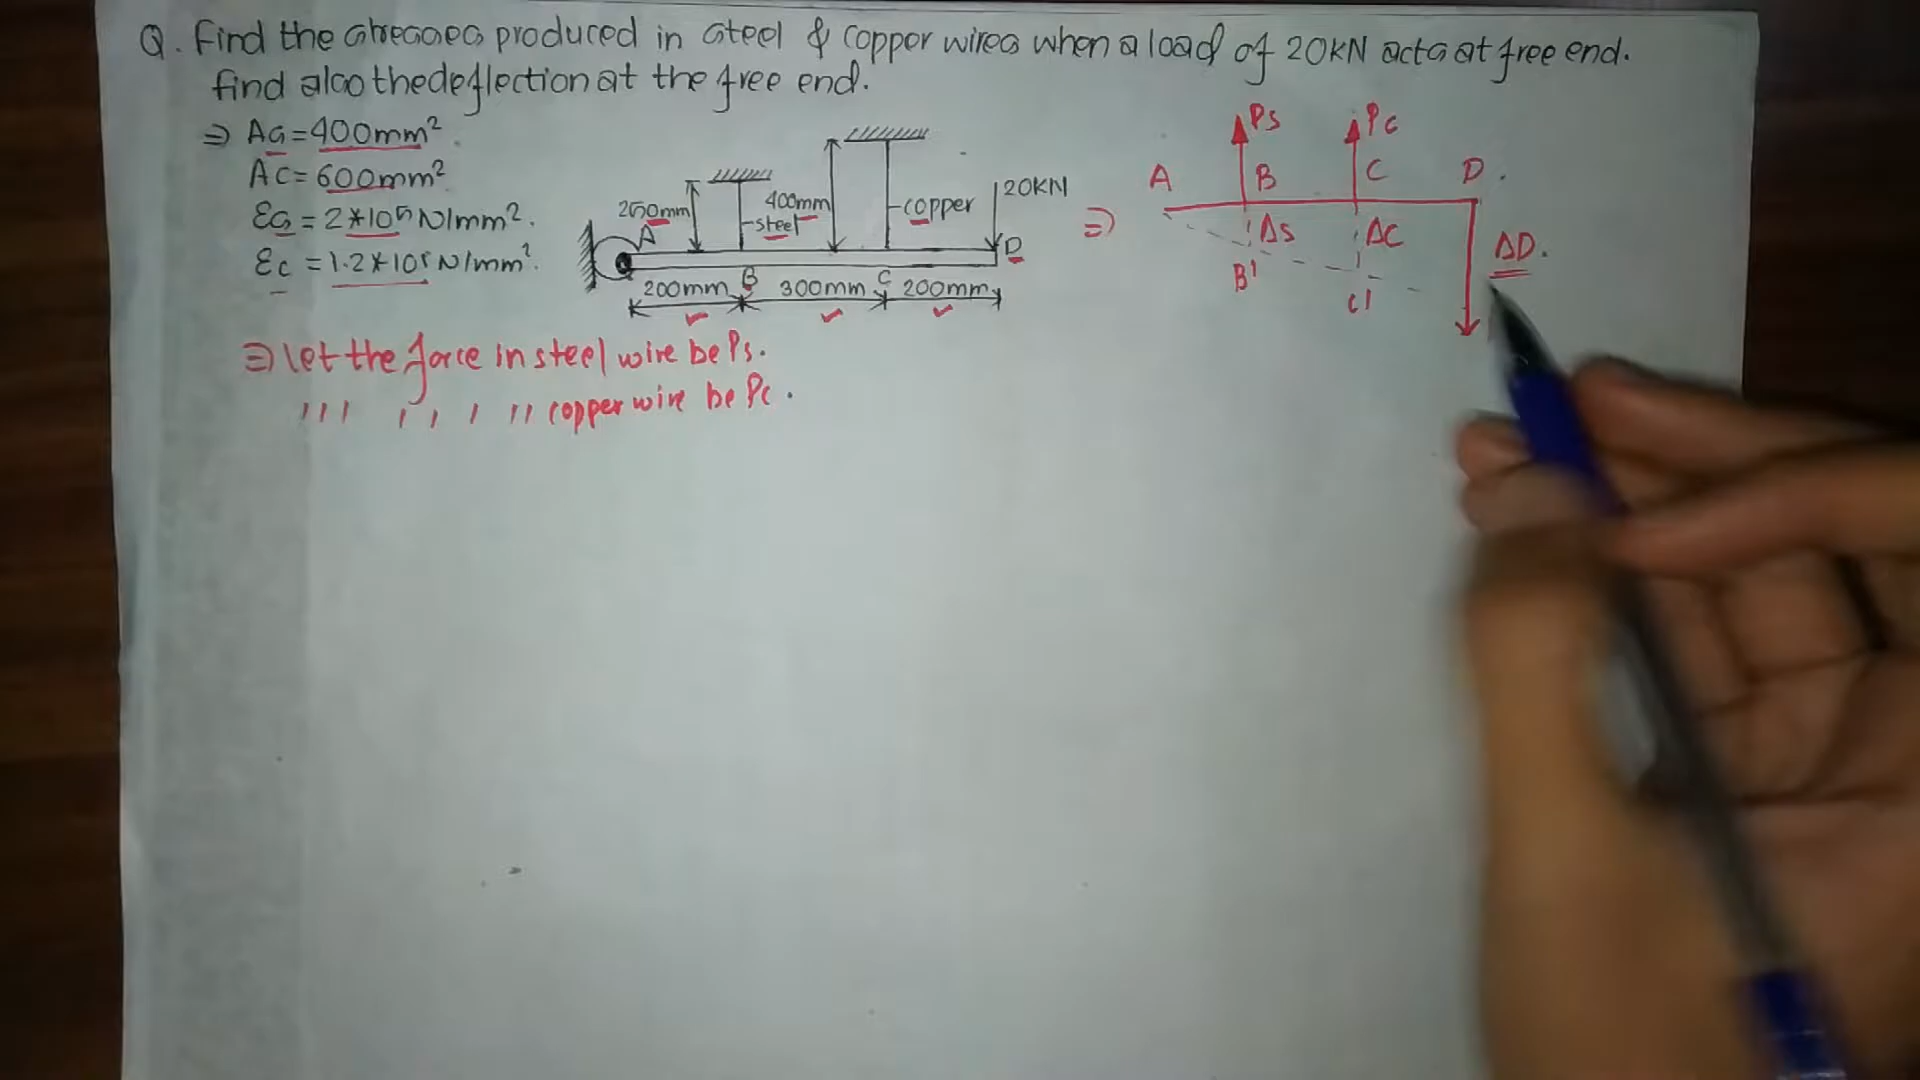 Q. Find the stresses produced in steel & copper wires when a load of 20KN acts at free end.
find also the deflection at the free end.
⇒ As = 400mm².
Ac = 600mm²
Es = 2*10⁵ N/mm².
Ec = 1.2*10⁵ N/mm².
250mm
steel
400mm
copper
20KN
A
B
C
D
200mm
300mm
200mm
⇒
Ps
Pc
A
B
C
D.
Δs
Δc
ΔD.
B'
C'
⇒ let the force in steel wire be Ps.
''' ' ' ' '' copper wire be Pc.